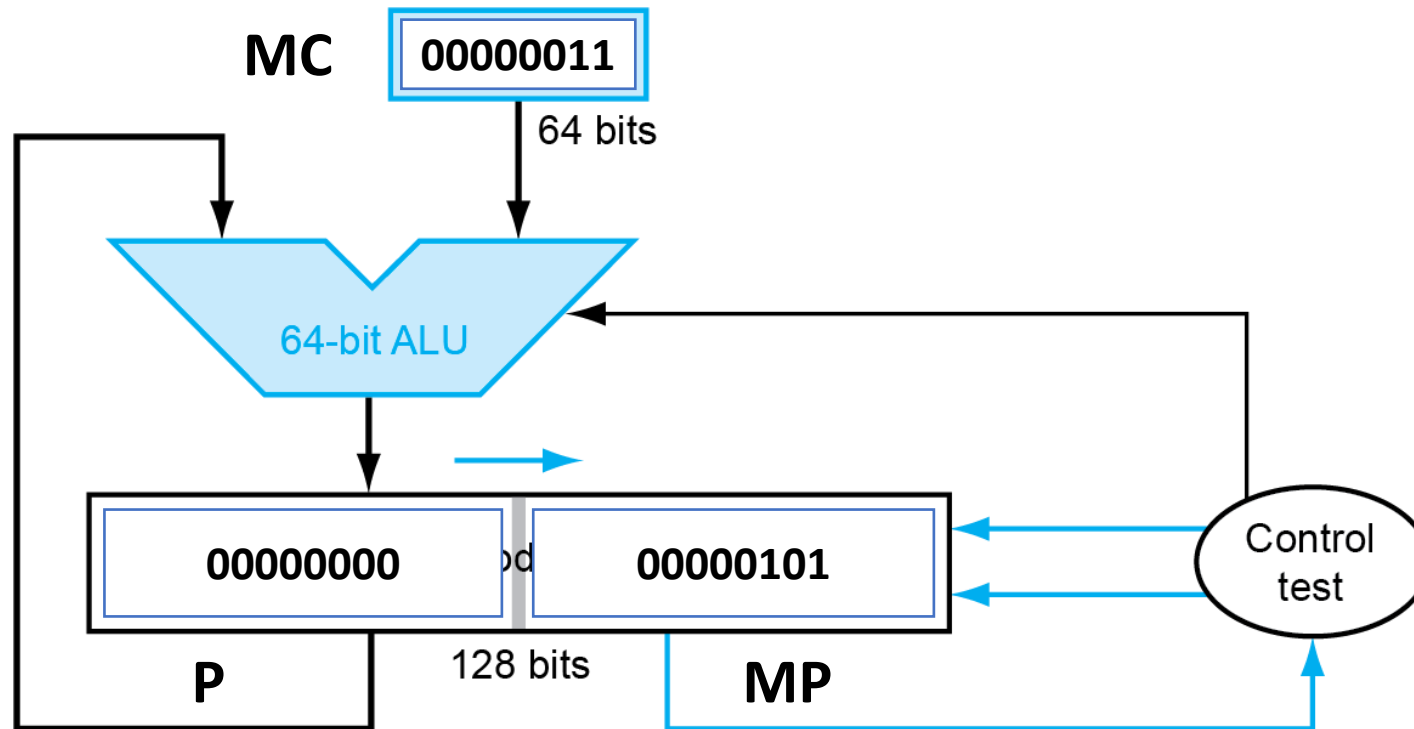 MC
00000011
64 bits
64-bit ALU
00000000
00000101
Control
test
P
128 bits
MP